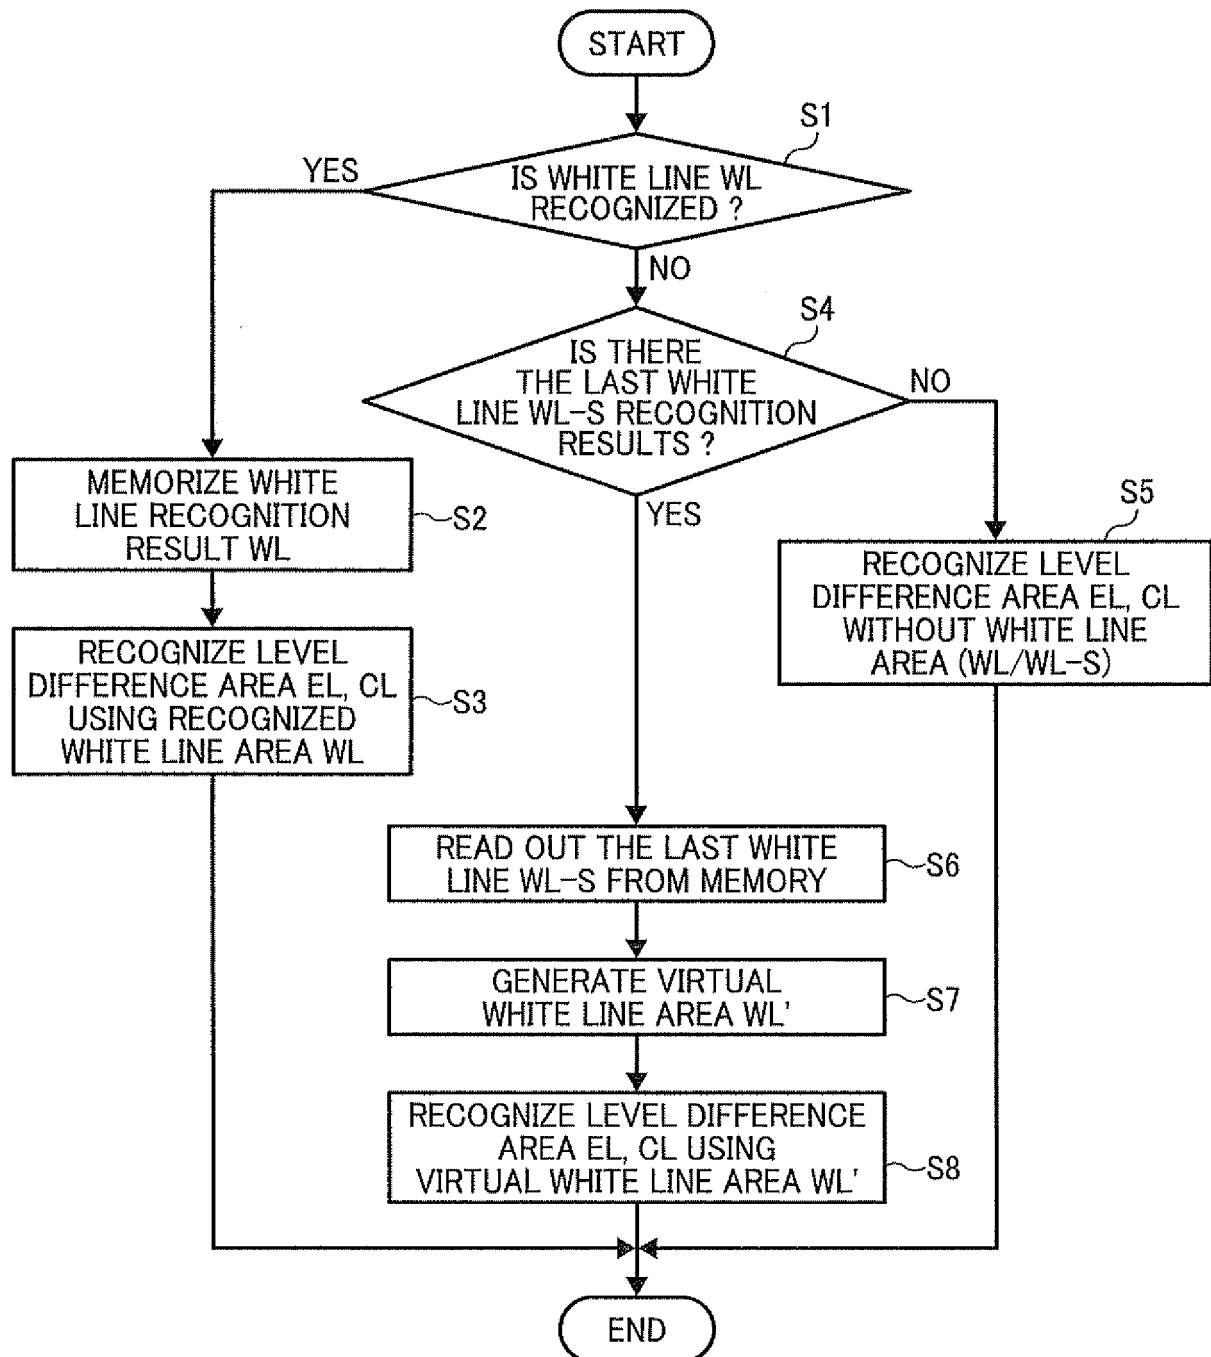 START
S1
YES
IS WHITE LINE WL
RECOGNIZED ?
NO
S4
IS THERE
THE LAST WHITE
LINE WL-S RECOGNITION
RESULTS ?
NO
YES
MEMORIZE WHITE
LINE RECOGNITION
RESULT WL
S2
S5
RECOGNIZE LEVEL
DIFFERENCE AREA EL, CL
WITHOUT WHITE LINE
AREA (WL/WL-S)
RECOGNIZE LEVEL
DIFFERENCE AREA EL, CL
USING RECOGNIZED
WHITE LINE AREA WL
S3
READ OUT THE LAST WHITE
LINE WL-S FROM MEMORY
S6
GENERATE VIRTUAL
WHITE LINE AREA WL'
S7
RECOGNIZE LEVEL DIFFERENCE
AREA EL, CL USING
VIRTUAL WHITE LINE AREA WL'
S8
END